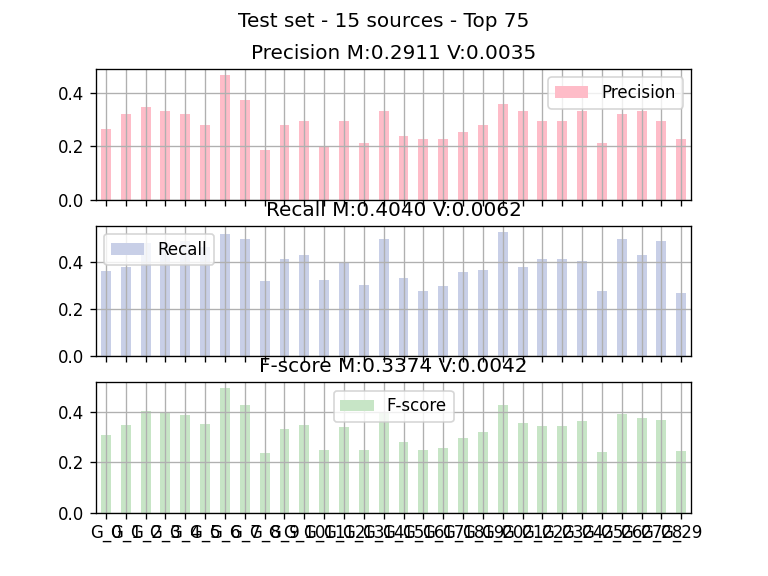 Test set - 15 sources - Top 75
Precision M:0.2911 V:0.0035
0.4
Precision
0.2
0.0
Recall M:0.4040 V:0.0062
0.4
Recall
0.2
0.0
F-score M:0.3374 V:0.0042
0.4
F-score
0.2
0.0